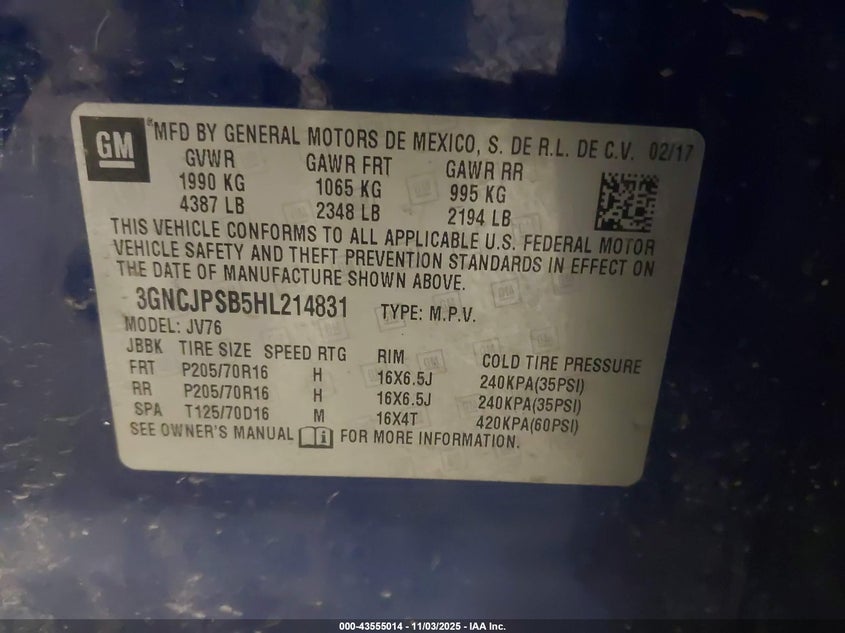 GM
MFD BY GENERAL MOTORS DE MEXICO, S. DE R.L. DE C.V. 02/17
GVWR GAWR FRT GAWR RR
1990 KG 1065 KG 995 KG
4387 LB 2348 LB 2194 LB
THIS VEHICLE CONFORMS TO ALL APPLICABLE U.S. FEDERAL MOTOR
VEHICLE SAFETY AND THEFT PREVENTION STANDARDS IN EFFECT ON
THE DATE OF MANUFACTURE SHOWN ABOVE.
3GNCJPSB5HL214831 TYPE: M.P.V.
MODEL: JV76
JBBK TIRE SIZE SPEED RTG RIM COLD TIRE PRESSURE
FRT P205/70R16 H 16X6.5J 240KPA(35PSI)
RR P205/70R16 H 16X6.5J 240KPA(35PSI)
SPA T125/70D16 M 16X4T 420KPA(60PSI)
SEE OWNER'S MANUAL FOR MORE INFORMATION.
000-43555014 - 11/03/2025 - IAA Inc.